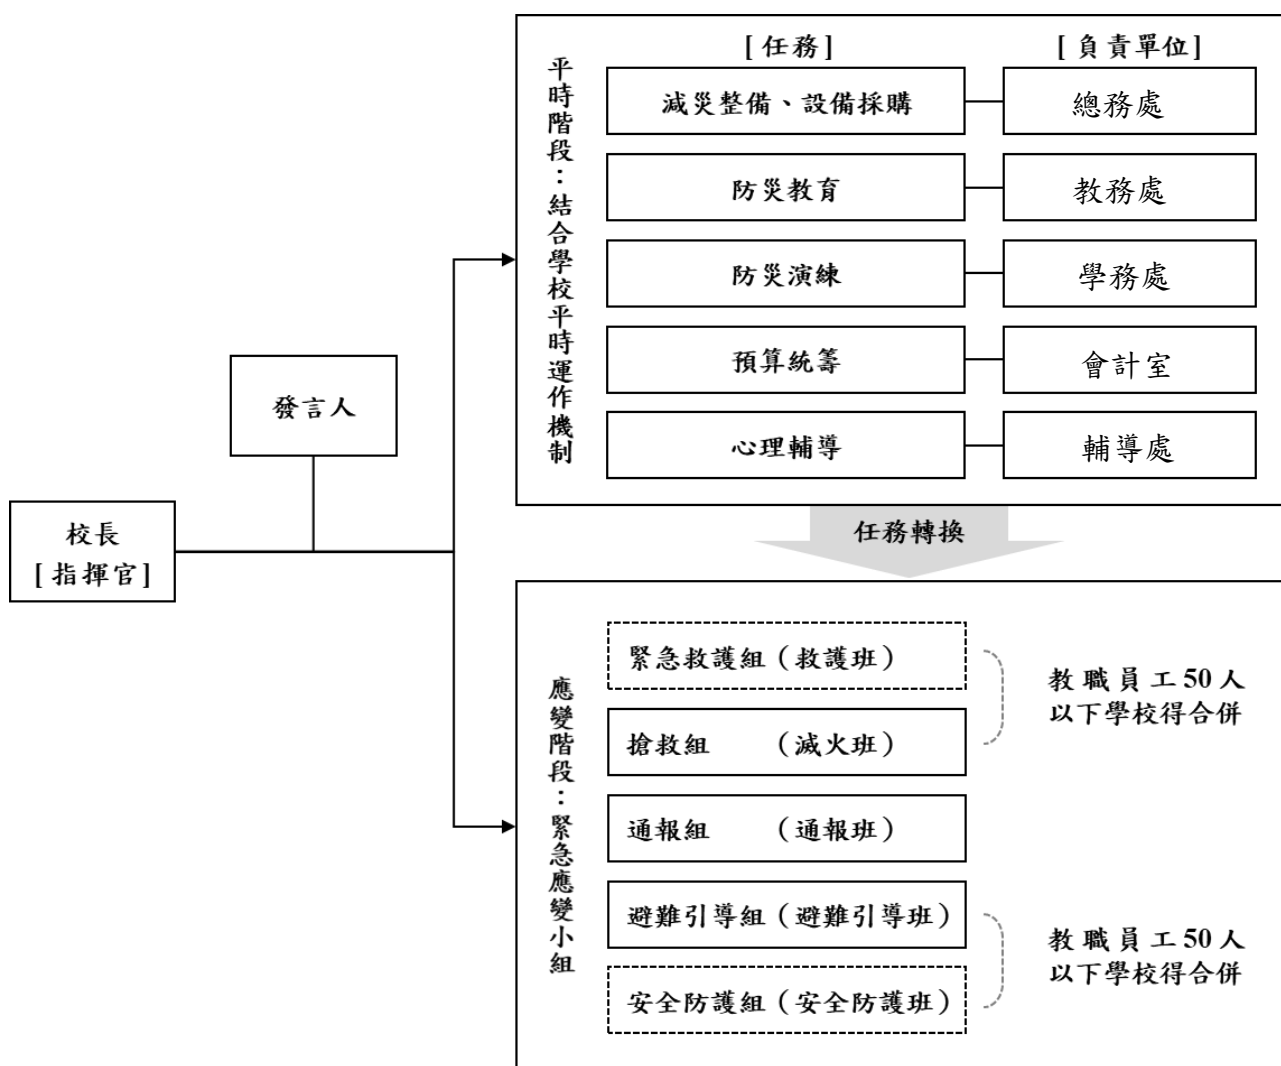 [任務]
[負責單位]
平時階段：結合學校平時運作機制
減災整備、設備採購
總務處
防災教育
教務處
防災演練
學務處
預算統籌
會計室
心理輔導
輔導處
發言人
校長
[指揮官]
任務轉換
應變階段：緊急應變小組
緊急救護組（救護班）
搶救組　　（滅火班）
教職員工50人
以下學校得合併
通報組　　（通報班）
避難引導組（避難引導班）
安全防護組（安全防護班）
教職員工50人
以下學校得合併